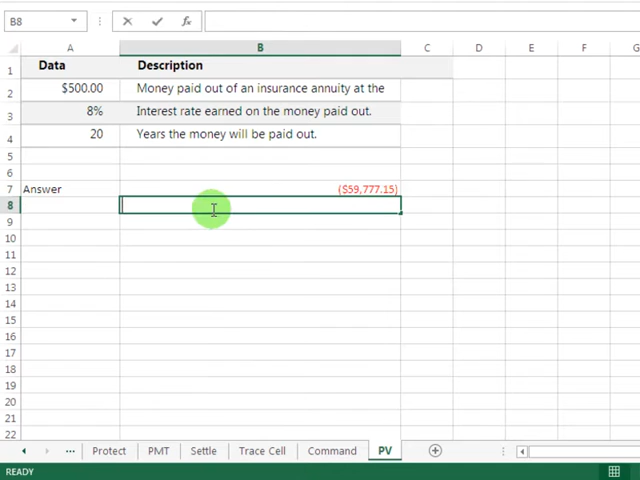 B8
A B C D E F G
1 Data Description
2 $500.00 Money paid out of an insurance annuity at the
3 8% Interest rate earned on the money paid out.
4 20 Years the money will be paid out.
5
6
7 Answer ($59,777.15)
8
9
10
11
12
13
14
15
16
17
18
19
20
21
22
... Protect PMT Settle Trace Cell Command PV
READY